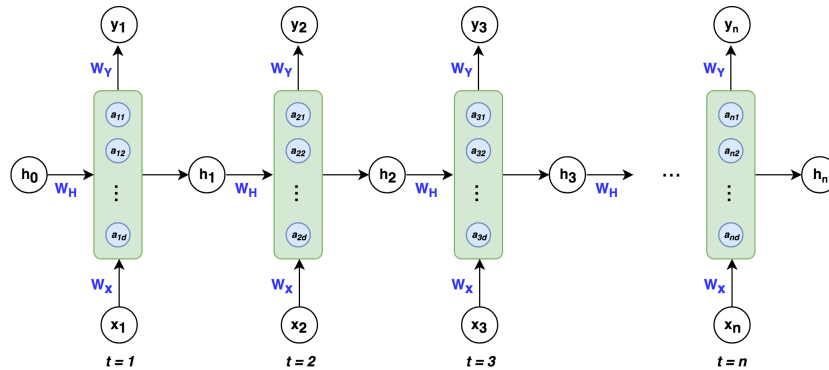 y1 y2 y3 yn
WY WY WY WY
a11 a21 a31 an1
a12 a22 a32 an2
h0 h1 h2 h3 ... hn
WH WH WH WH
⋮ ⋮ ⋮ ⋮
a1d a2d a3d and
WX WX WX WX
x1 x2 x3 xn
t = 1 t = 2 t = 3 t = n